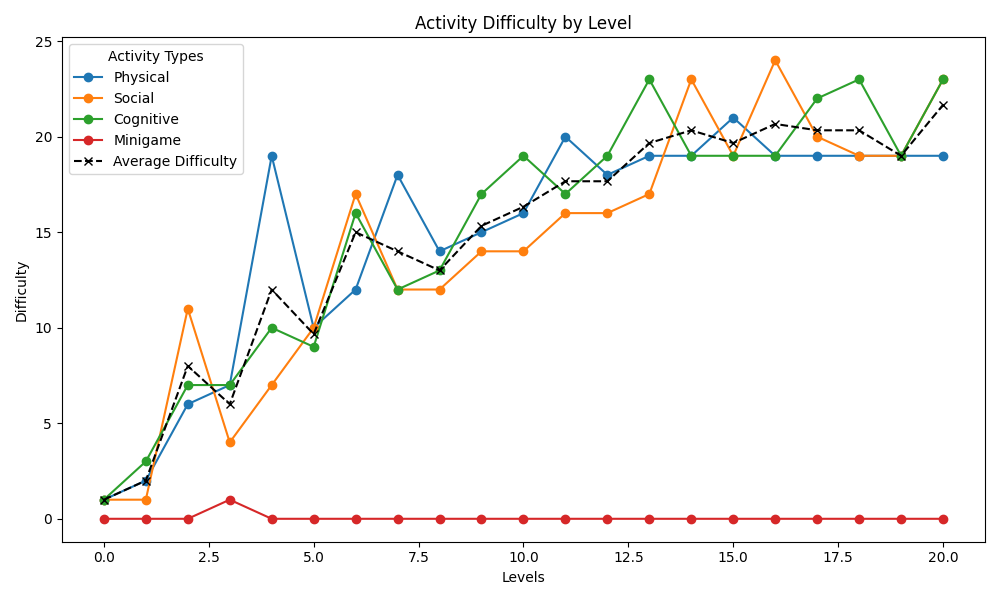 Activity Difficulty by Level
Difficulty
25
20
15
10
5
0
Activity Types
Physical
Social
Cognitive
Minigame
Average Difficulty
0.0 2.5 5.0 7.5 10.0 12.5 15.0 17.5 20.0
Levels